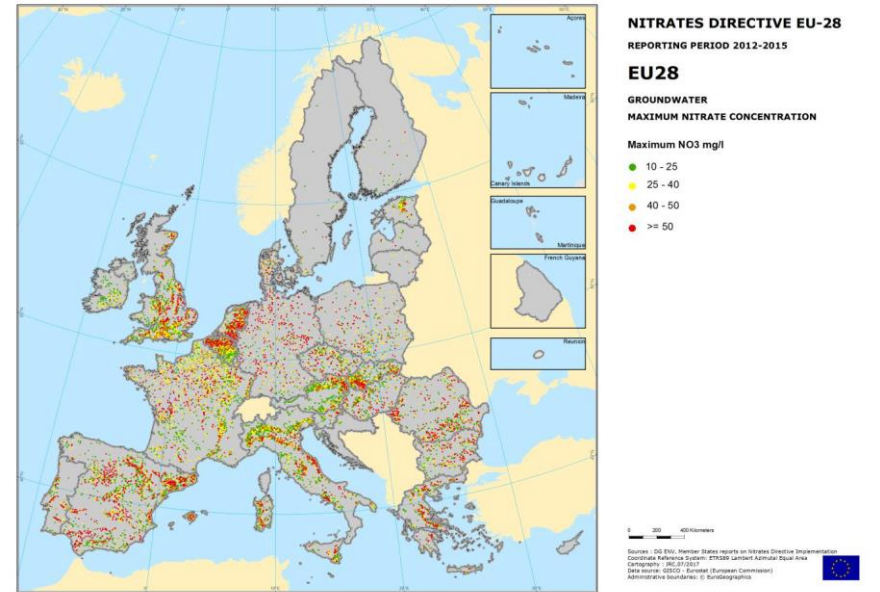 Açores
Madeira
Canary Islands
Guadaloupe
Martinique
French Guyana
Reunion
NITRATES DIRECTIVE EU-28
REPORTING PERIOD 2012-2015
EU28
GROUNDWATER
MAXIMUM NITRATE CONCENTRATION
Maximum NO3 mg/l
10 - 25
25 - 40
40 - 50
>= 50
0 200 400 Kilometers
Sources : DG ENV, Member States reports on Nitrates Directive Implementation
Coordinate Reference System: ETRS89 Lambert Azimutal Equal Area
Cartography : JRC,07/2017
Data source: GISCO - Eurostat (European Commission)
Administrative boundaries: © EuroGeographics